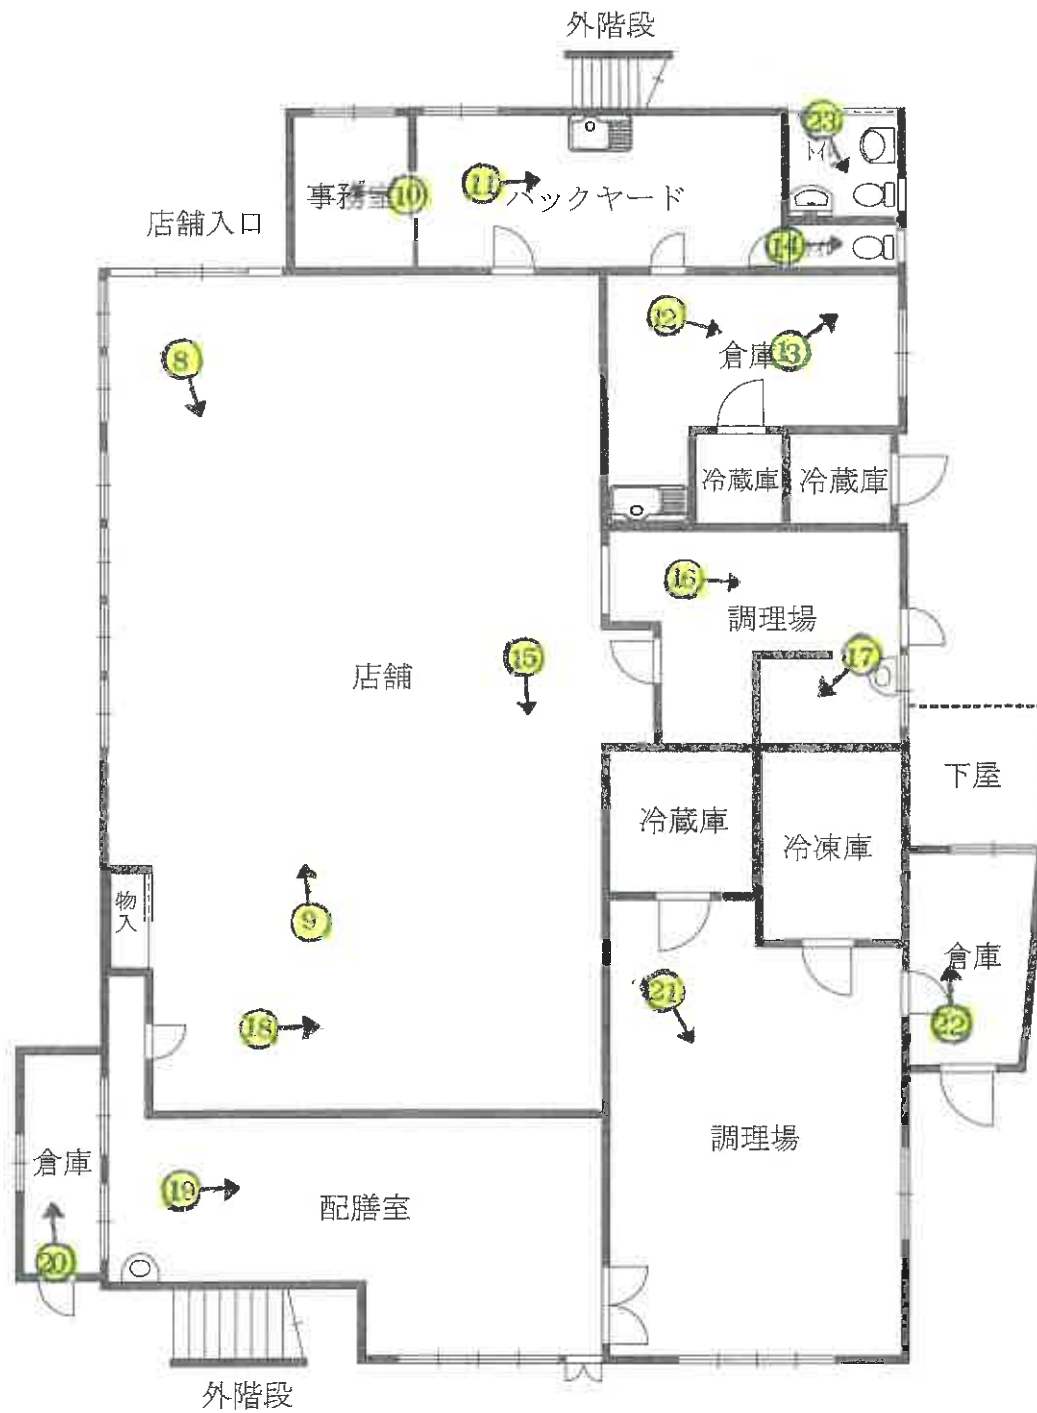 外階段
㉓
事務室
⑩
⑪
バックヤード
店舗入口
⑭
⑧
⑫
倉庫
⑬
冷蔵庫
冷蔵庫
⑯
調理場
⑮
⑰
店舗
下屋
冷蔵庫
冷凍庫
物入
⑨
倉庫
㉑
㉒
⑱
倉庫
調理場
⑲
配膳室
⑳
外階段